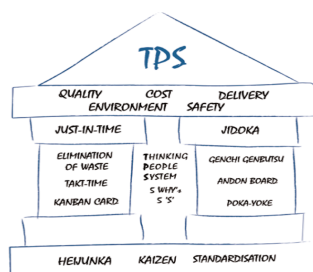 TPS
QUALITY COST DELIVERY
ENVIRONMENT SAFETY
JUST-IN-TIME
JIDOKA
ELIMINATION
OF WASTE
TAKT-TIME
KANBAN CARD
THINKING
PEOPLE
SYSTEM
5 WHY'S
5 'S'
GENCHI GENBUTSU
ANDON BOARD
POKA-YOKE
HEIJUNKA KAIZEN STANDARDISATION